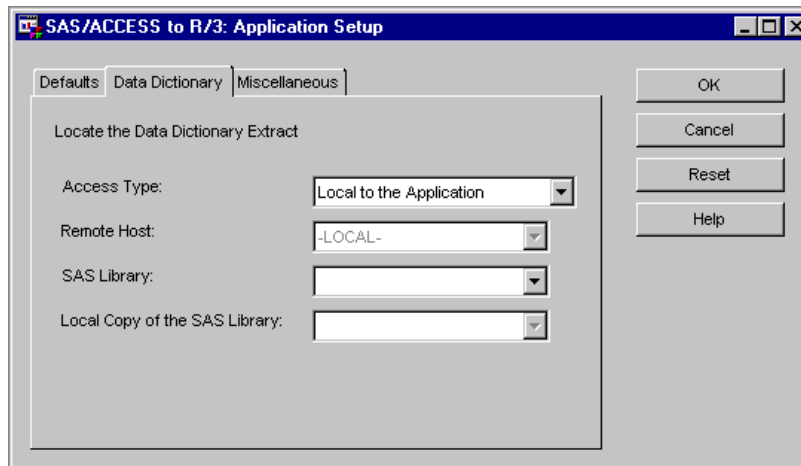 SAS/ACCESS to R/3: Application Setup
Defaults Data Dictionary Miscellaneous
Locate the Data Dictionary Extract
Access Type: Local to the Application
Remote Host: -LOCAL-
SAS Library:
Local Copy of the SAS Library:
OK
Cancel
Reset
Help